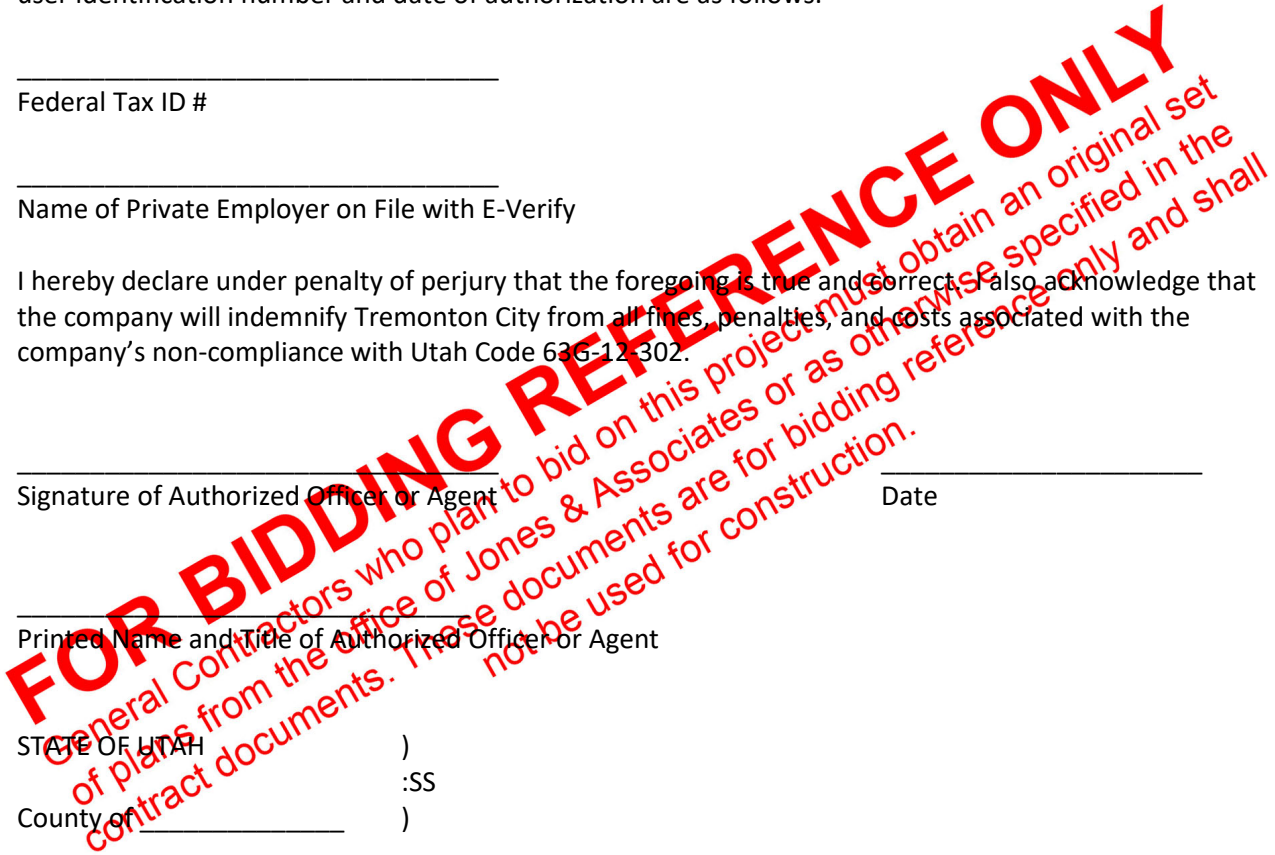 user identification number and date of authorization are as follows:
_________________________________
Federal Tax ID #
_________________________________
Name of Private Employer on File with E-Verify
I hereby declare under penalty of perjury that the foregoing is true and correct. I also acknowledge that
the company will indemnify Tremonton City from all fines, penalties, and costs associated with the
company’s non-compliance with Utah Code 63G-12-302.
_________________________________ ______________________
Signature of Authorized Officer or Agent Date
_______________________________
Printed Name and Title of Authorized Officer or Agent
STATE OF UTAH )
:SS
County of ______________ )
FOR BIDDING REFERENCE ONLY
General Contractors who plan to bid on this project must obtain an original set
of plans from the office of Jones & Associates or as otherwise specified in the
contract documents. These documents are for bidding reference only and shall
not be used for construction.